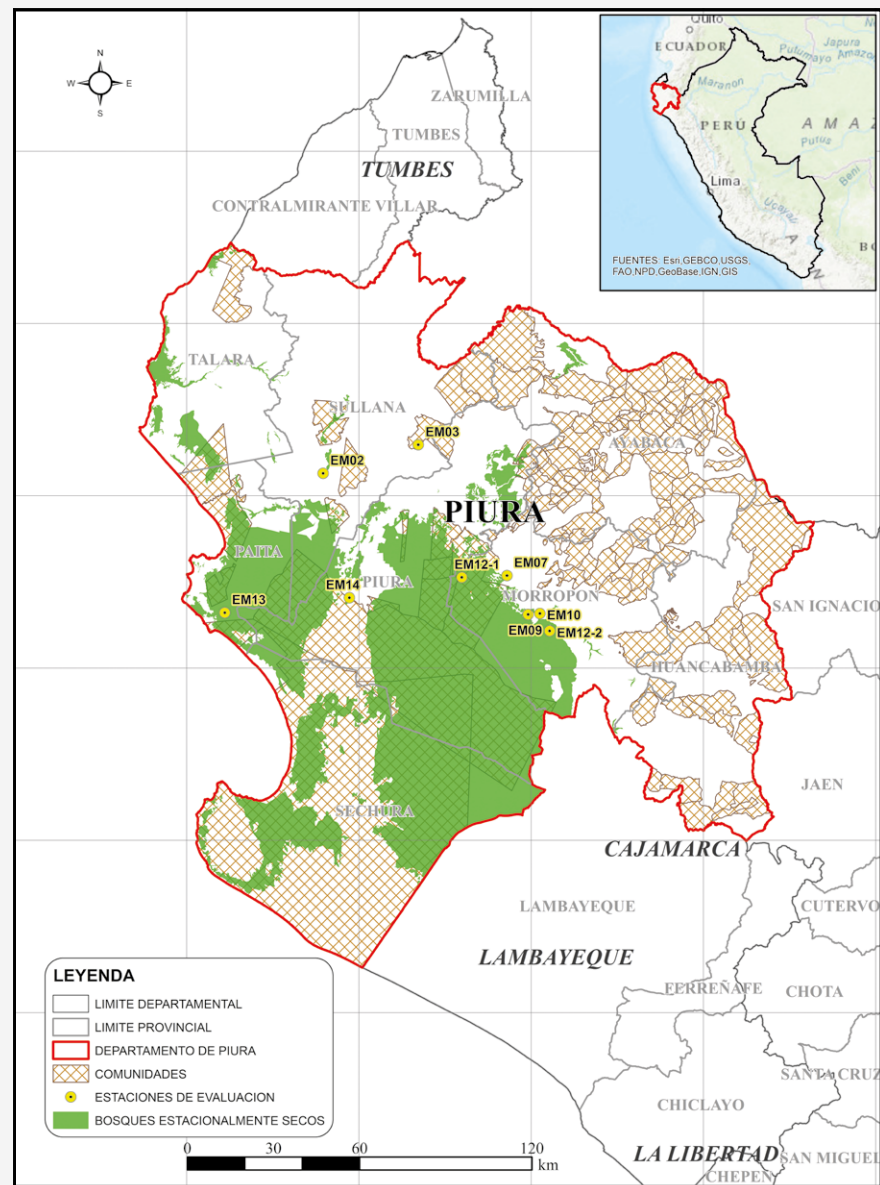 N
W
E
S
Quito
ECUADOR
Japura
Putumayo
Amazo
Marañon
PERÚ
AMAZ
Purus
Beni
Lima
Ucayali
FUENTES: Esri,GEBCO,USGS,
FAO,NPD,GeoBase,IGN,GIS
ZARUMILLA
TUMBES
TUMBES
CONTRALMIRANTE VILLAR
TALARA
SULLANA
AYABACA
EM03
EM02
PIURA
PAITA
EM12-1
EM07
EM14
PIURA
MORROPON
EM13
EM10
EM09
EM12-2
SAN IGNACIO
HUANCABAMBA
JAEN
SECHURA
CAJAMARCA
LAMBAYEQUE
CUTERVO
LAMBAYEQUE
FERREÑAFE
CHOTA
SANTA CRUZ
CHICLAYO
LA LIBERTAD
SAN MIGUEL
CHEPEN
LEYENDA
LIMITE DEPARTAMENTAL
LIMITE PROVINCIAL
DEPARTAMENTO DE PIURA
COMUNIDADES
ESTACIONES DE EVALUACION
BOSQUES ESTACIONALMENTE SECOS
0 30 60 120
km